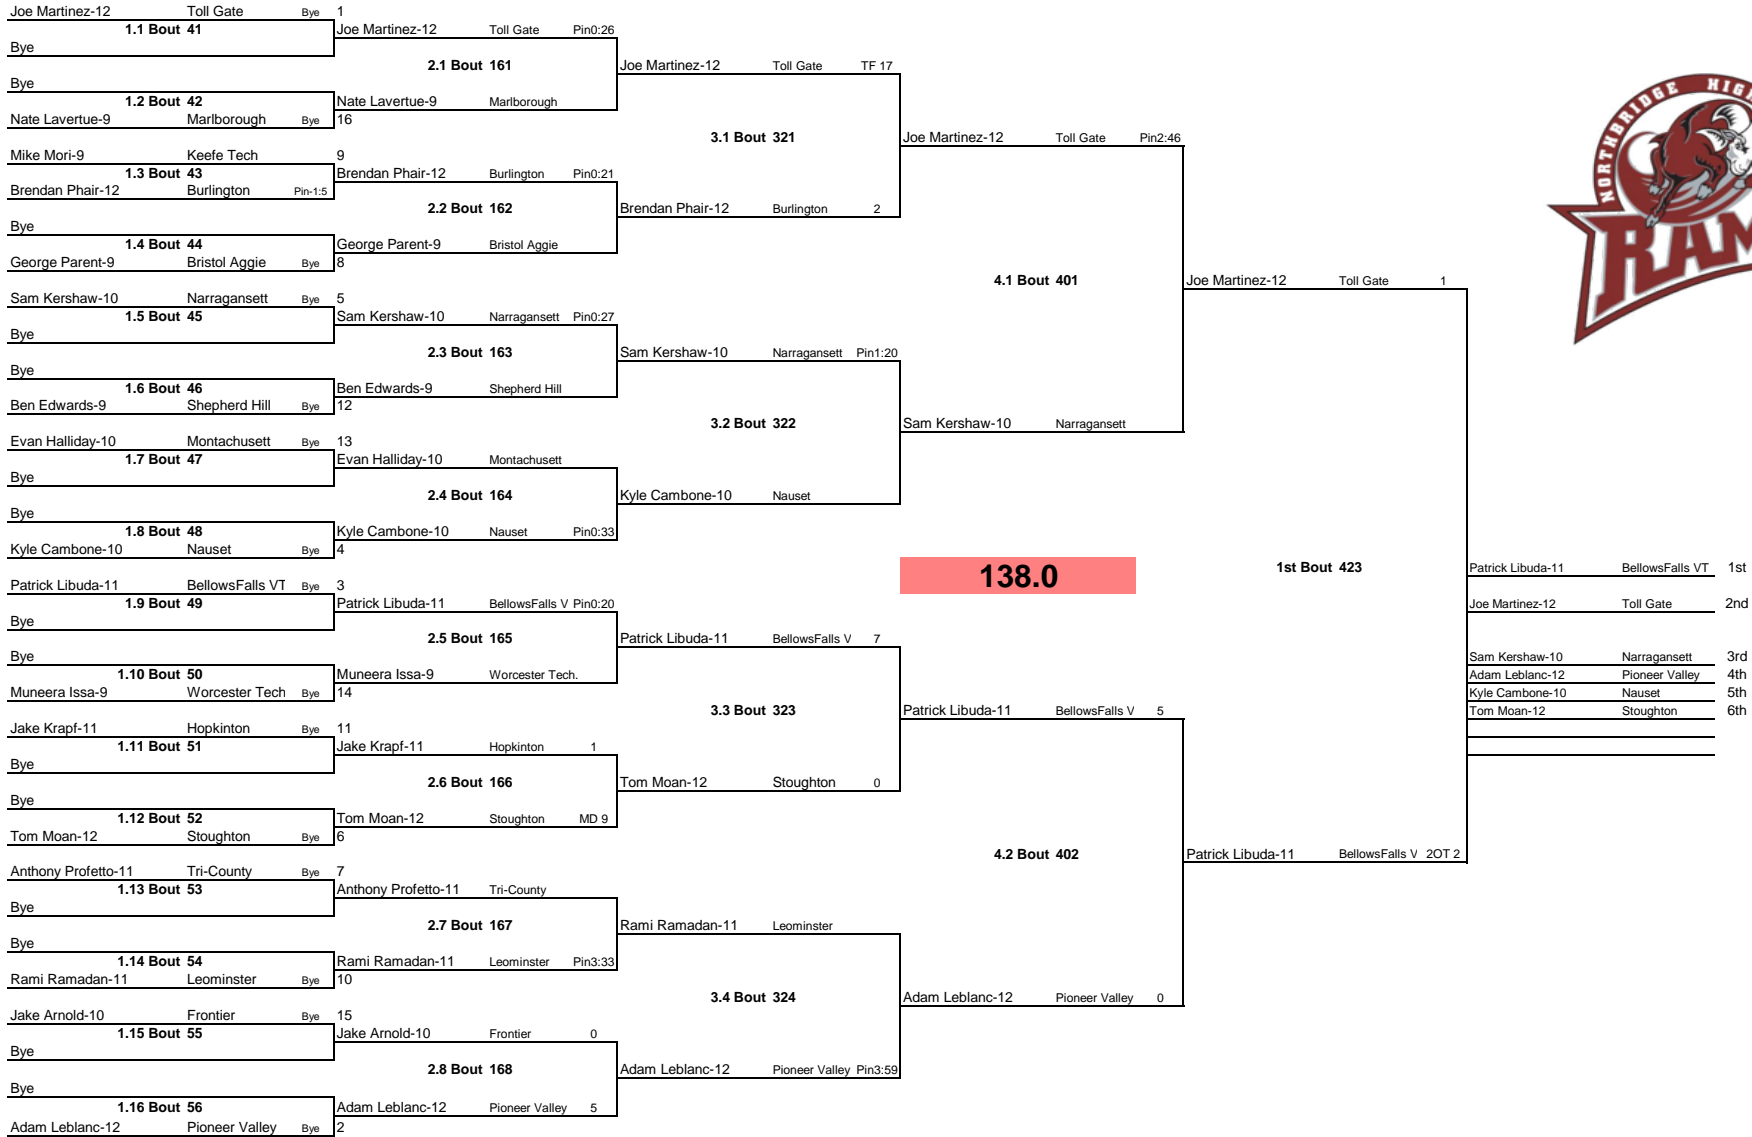 Joe Martinez-12 Toll Gate Bye 1
1.1 Bout 41 Joe Martinez-12 Toll Gate Pin0:26
Bye
2.1 Bout 161 Joe Martinez-12 Toll Gate TF 17
Bye
1.2 Bout 42 Nate Lavertue-9 Marlborough
Nate Lavertue-9 Marlborough Bye 16
3.1 Bout 321 Joe Martinez-12 Toll Gate Pin2:46
Mike Mori-9 Keefe Tech 9
1.3 Bout 43 Brendan Phair-12 Burlington Pin0:21
Brendan Phair-12 Burlington Pin-1:5
2.2 Bout 162 Brendan Phair-12 Burlington 2
Bye
1.4 Bout 44 George Parent-9 Bristol Aggie
George Parent-9 Bristol Aggie Bye 8
4.1 Bout 401 Joe Martinez-12 Toll Gate 1
Sam Kershaw-10 Narragansett Bye 5
1.5 Bout 45 Sam Kershaw-10 Narragansett Pin0:27
Bye
2.3 Bout 163 Sam Kershaw-10 Narragansett Pin1:20
Bye
1.6 Bout 46 Ben Edwards-9 Shepherd Hill
Ben Edwards-9 Shepherd Hill Bye 12
3.2 Bout 322 Sam Kershaw-10 Narragansett
Evan Halliday-10 Montachusett Bye 13
1.7 Bout 47 Evan Halliday-10 Montachusett
Bye
2.4 Bout 164 Kyle Cambone-10 Nauset
Bye
1.8 Bout 48 Kyle Cambone-10 Nauset Pin0:33
Kyle Cambone-10 Nauset Bye 4
138.0 1st Bout 423 Patrick Libuda-11 BellowsFalls VT 1st
Patrick Libuda-11 BellowsFalls VT Bye 3
1.9 Bout 49 Patrick Libuda-11 BellowsFalls V Pin0:20 Joe Martinez-12 Toll Gate 2nd
Bye
2.5 Bout 165 Patrick Libuda-11 BellowsFalls V 7
Bye Sam Kershaw-10 Narragansett 3rd
1.10 Bout 50 Muneera Issa-9 Worcester Tech. Adam Leblanc-12 Pioneer Valley 4th
Muneera Issa-9 Worcester Tech Bye 14 Kyle Cambone-10 Nauset 5th
3.3 Bout 323 Patrick Libuda-11 BellowsFalls V 5 Tom Moan-12 Stoughton 6th
Jake Krapf-11 Hopkinton Bye 11
1.11 Bout 51 Jake Krapf-11 Hopkinton 1
Bye
2.6 Bout 166 Tom Moan-12 Stoughton 0
Bye
1.12 Bout 52 Tom Moan-12 Stoughton MD 9
Tom Moan-12 Stoughton Bye 6
4.2 Bout 402 Patrick Libuda-11 BellowsFalls V 2OT 2
Anthony Profetto-11 Tri-County Bye 7
1.13 Bout 53 Anthony Profetto-11 Tri-County
Bye
2.7 Bout 167 Rami Ramadan-11 Leominster
Bye
1.14 Bout 54 Rami Ramadan-11 Leominster Pin3:33
Rami Ramadan-11 Leominster Bye 10
3.4 Bout 324 Adam Leblanc-12 Pioneer Valley 0
Jake Arnold-10 Frontier Bye 15
1.15 Bout 55 Jake Arnold-10 Frontier 0
Bye
2.8 Bout 168 Adam Leblanc-12 Pioneer Valley Pin3:59
Bye
1.16 Bout 56 Adam Leblanc-12 Pioneer Valley 5
Adam Leblanc-12 Pioneer Valley Bye 2
NORTHBRIDGE